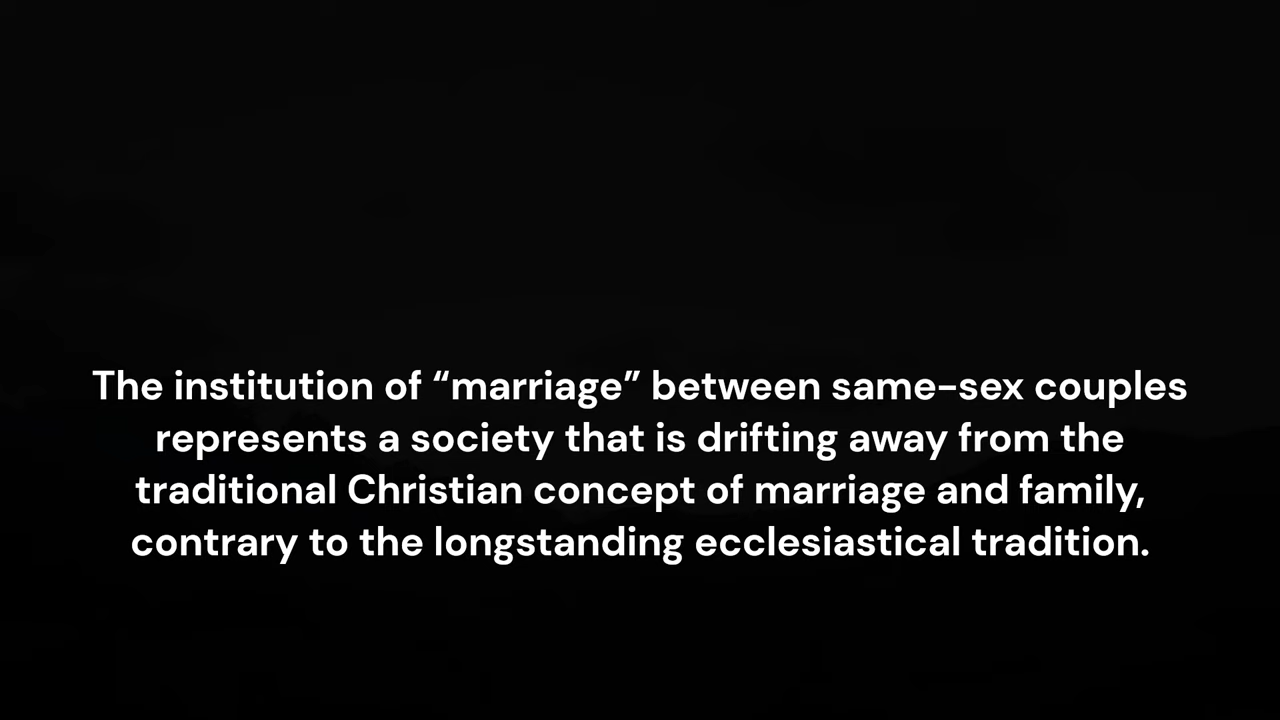 The institution of “marriage” between same-sex couples
represents a society that is drifting away from the
traditional Christian concept of marriage and family,
contrary to the longstanding ecclesiastical tradition.